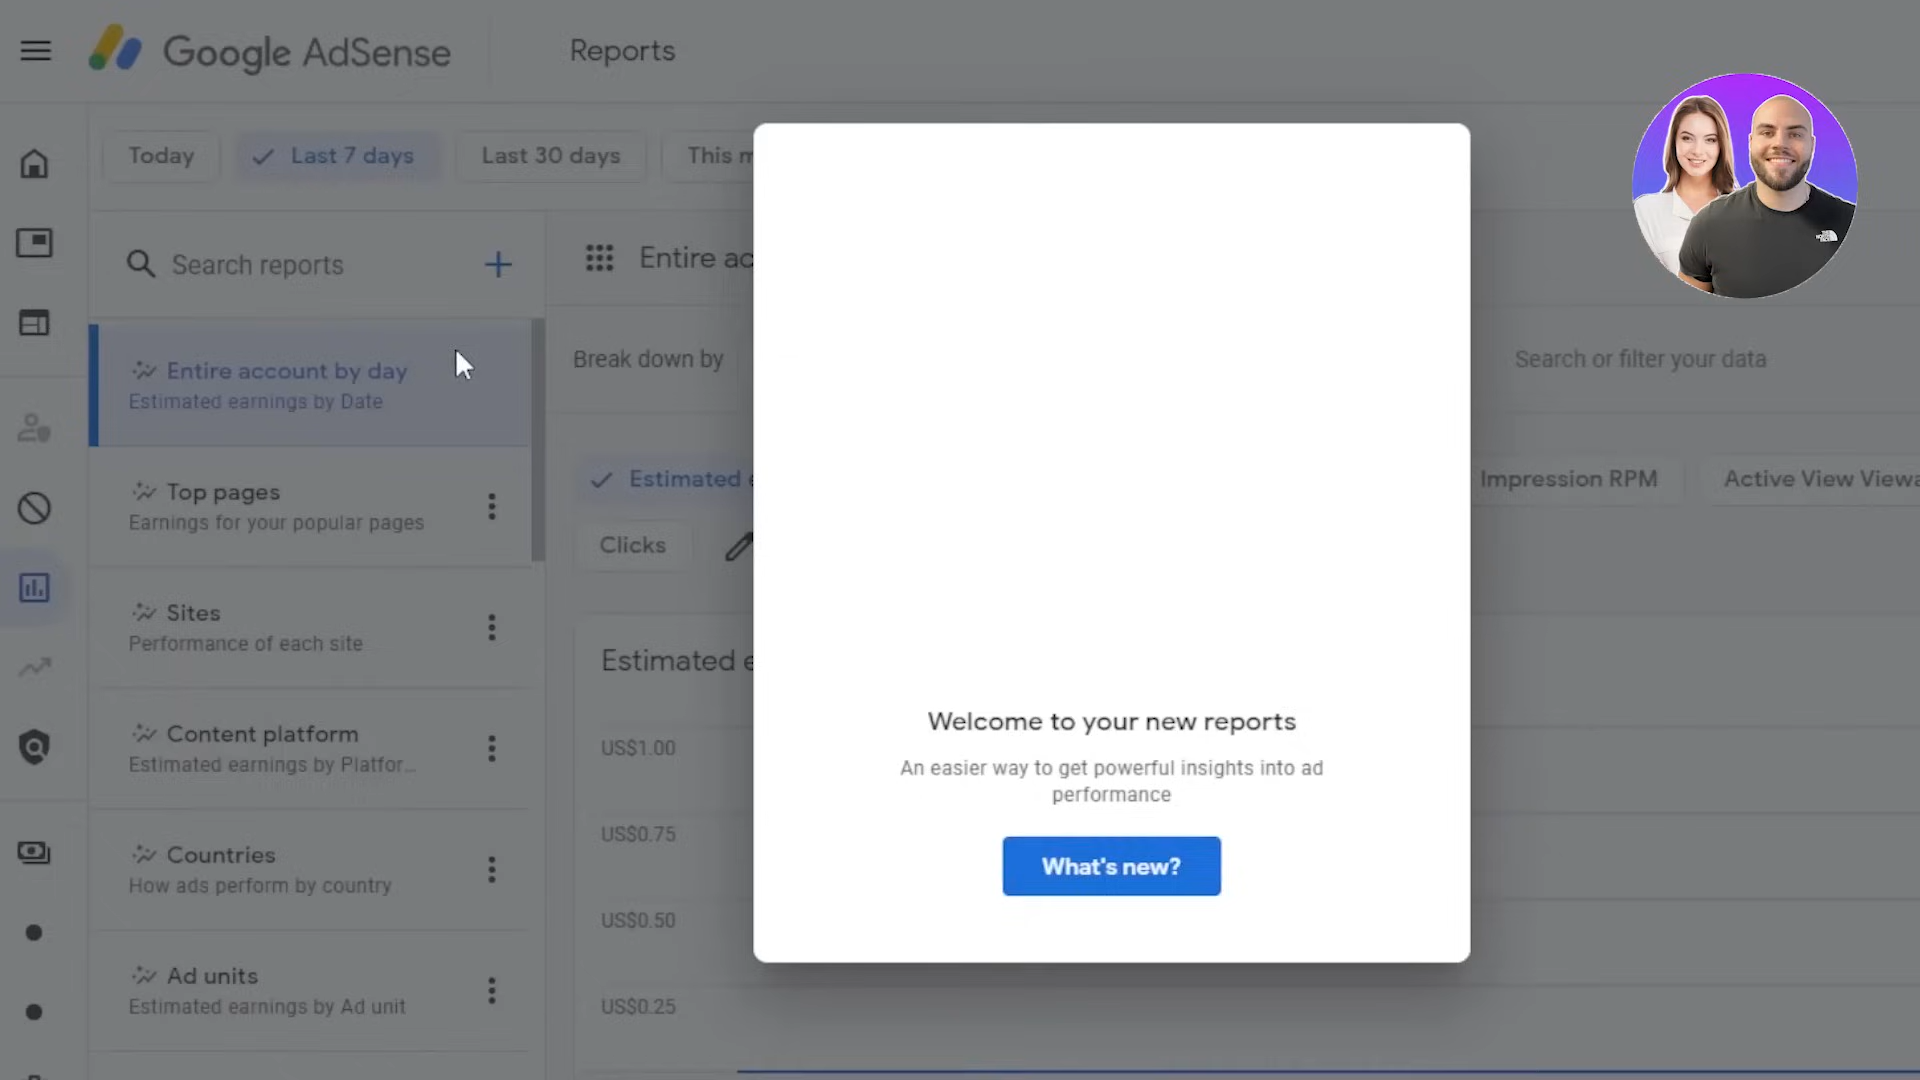 Google AdSense
Reports
Today
Last 7 days
Last 30 days
This m
Search reports
Entire ac
Entire account by day
Estimated earnings by Date
Break down by
Search or filter your data
Top pages
Earnings for your popular pages
Estimated e
Impression RPM
Active View Viewa
Clicks
Sites
Performance of each site
Estimated e
Content platform
Estimated earnings by Platfor...
US$1.00
US$0.75
US$0.50
US$0.25
Countries
How ads perform by country
Ad units
Estimated earnings by Ad unit
Welcome to your new reports
An easier way to get powerful insights into ad
performance
What's new?